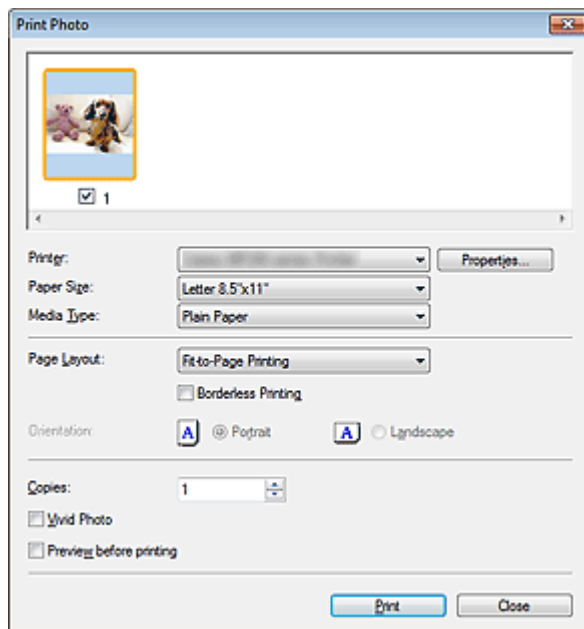 Print Photo
1
Printer:
Properties...
Paper Size: Letter 8.5"x11"
Media Type: Plain Paper
Page Layout: Fit-to-Page Printing
Borderless Printing
Orientation: A Portrait A Landscape
Copies: 1
Vivid Photo
Preview before printing
Print Close